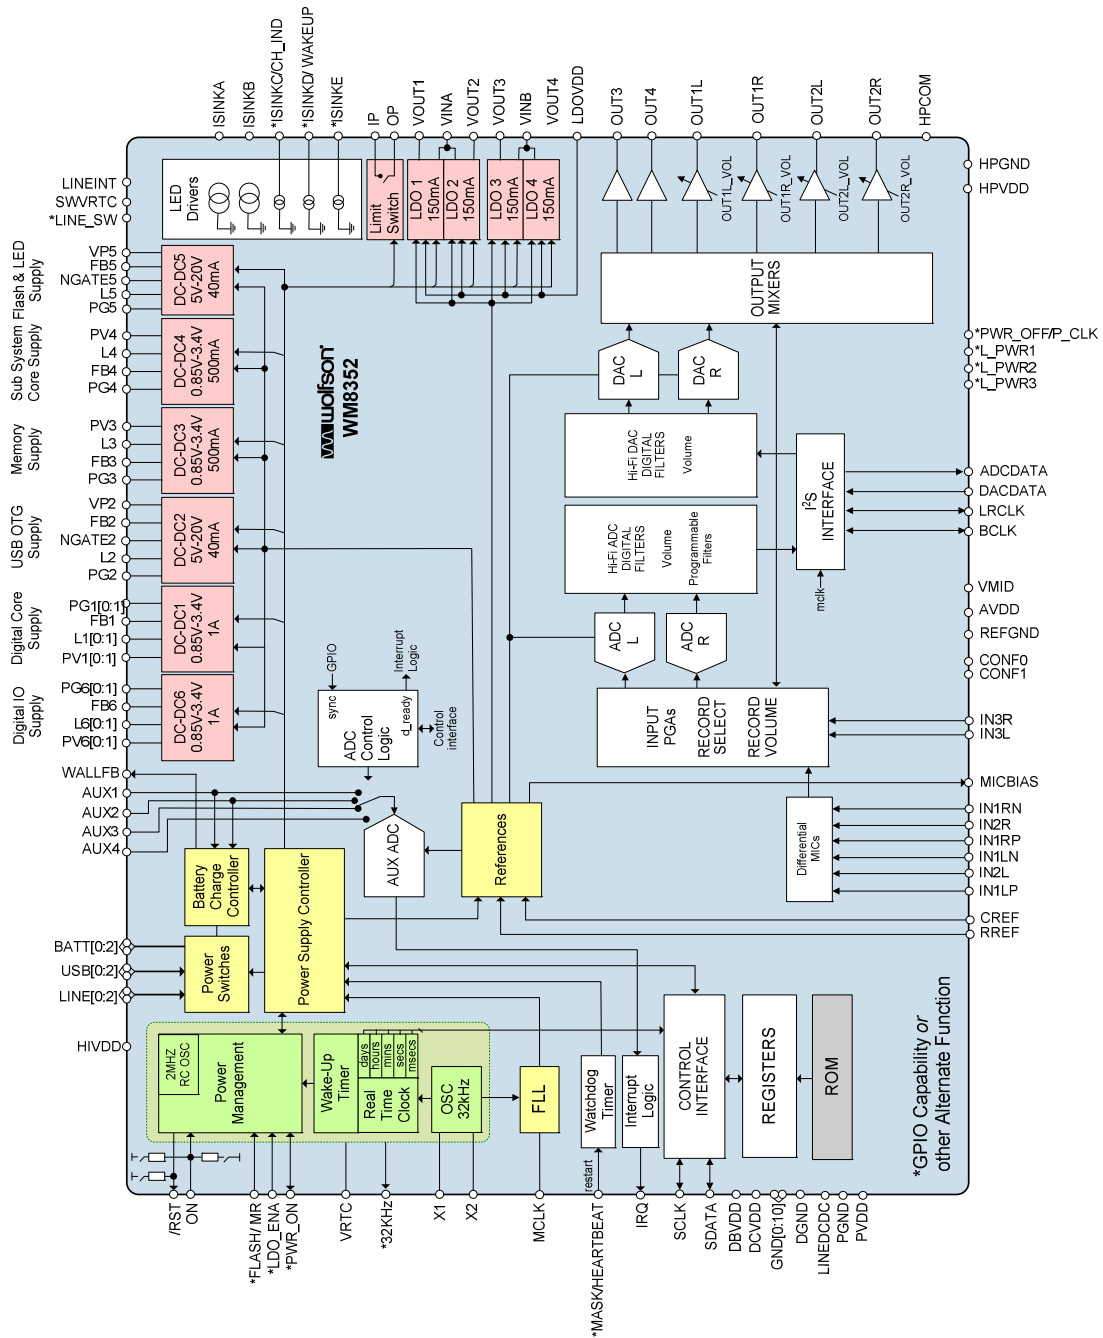 ISINKA
ISINKB
*ISINKC/CH_IND
*ISINKD/ WAKEUP
*ISINKE
IP
OP
VOUT1
VINA
VOUT2
VOUT3
VINB
VOUT4
LDOVDD
OUT3
OUT4
OUT1L
OUT1R
OUT2L
OUT2R
HPCOM
LINEINT
SWVRTC
*LINE_SW
LED
Drivers
Limit
Switch
LDO 1
150mA
LDO 2
150mA
LDO 3
150mA
LDO 4
150mA
OUT1L_VOL
OUT1R_VOL
OUT2L_VOL
OUT2R_VOL
HPGND
HPVDD
Flash & LED
Supply
VP5
FB5
NGATE5
L5
PG5
DC-DC5
5V-20V
40mA
OUTPUT
MIXERS
Sub System
Core Supply
PV4
L4
FB4
PG4
DC-DC4
0.85V-3.4V
500mA
wolfson
WM8352
DAC
L
DAC
R
*PWR_OFF/P_CLK
*L_PWR1
*L_PWR2
*L_PWR3
Memory
Supply
PV3
L3
FB3
PG3
DC-DC3
0.85V-3.4V
500mA
Hi-Fi DAC
DIGITAL
FILTERS
Volume
I2S
INTERFACE
mclk
ADCDATA
DACDATA
LRCLK
BCLK
USB OTG
Supply
VP2
FB2
NGATE2
L2
PG2
DC-DC2
5V-20V
40mA
Hi-Fi ADC
DIGITAL
FILTERS
Volume
Programmable
Filters
VMID
AVDD
REFGND
CONF0
CONF1
Digital Core
Supply
PG1[0:1]
FB1
L1[0:1]
PV1[0:1]
DC-DC1
0.85V-3.4V
1A
ADC
L
ADC
R
Digital IO
Supply
PG6[0:1]
FB6
L6[0:1]
PV6[0:1]
DC-DC6
0.85V-3.4V
1A
GPIO
Interrupt
Logic
sync
d_ready
ADC
Control
Logic
Control
interface
INPUT
PGAs
RECORD
SELECT
RECORD
VOLUME
IN3R
IN3L
WALLFB
AUX1
AUX2
AUX3
AUX4
MICBIAS
Battery
Charge
Controller
Power Supply Controller
AUX ADC
References
Differential
MICs
IN1RN
IN2R
IN1RP
IN1LN
IN2L
IN1LP
CREF
RREF
BATT[0:2]
USB[0:2]
LINE[0:2]
Power
Switches
HIVDD
2MHZ
RC OSC
Power
Management
Wake-Up
Timer
days
hours
mins
secs
msecs
Real
Time
Clock
OSC
32kHz
FLL
Watchdog
Timer
Interrupt
Logic
CONTROL
INTERFACE
REGISTERS
ROM
*GPIO Capability or
other Alternate Function
restart
/RST
ON
*FLASH/ MR
*LDO_ENA
*PWR_ON
VRTC
*32KHz
X1
X2
MCLK
*MASK/HEARTBEAT
IRQ
SCLK
SDATA
DBVDD
DCVDD
GND[0:10]
DGND
LINEDCDC
PGND
PVDD